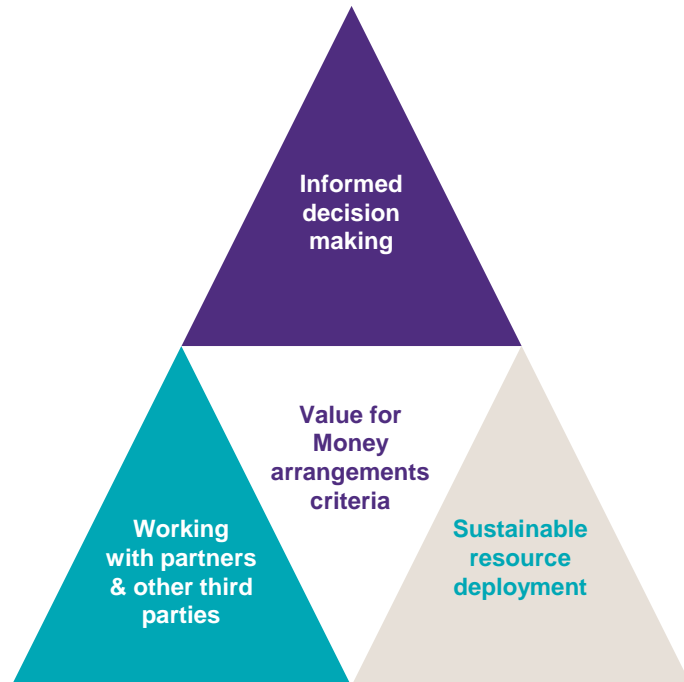 Informed
decision
making
Value for
Money
arrangements
criteria
Working
with partners
& other third
parties
Sustainable
resource
deployment